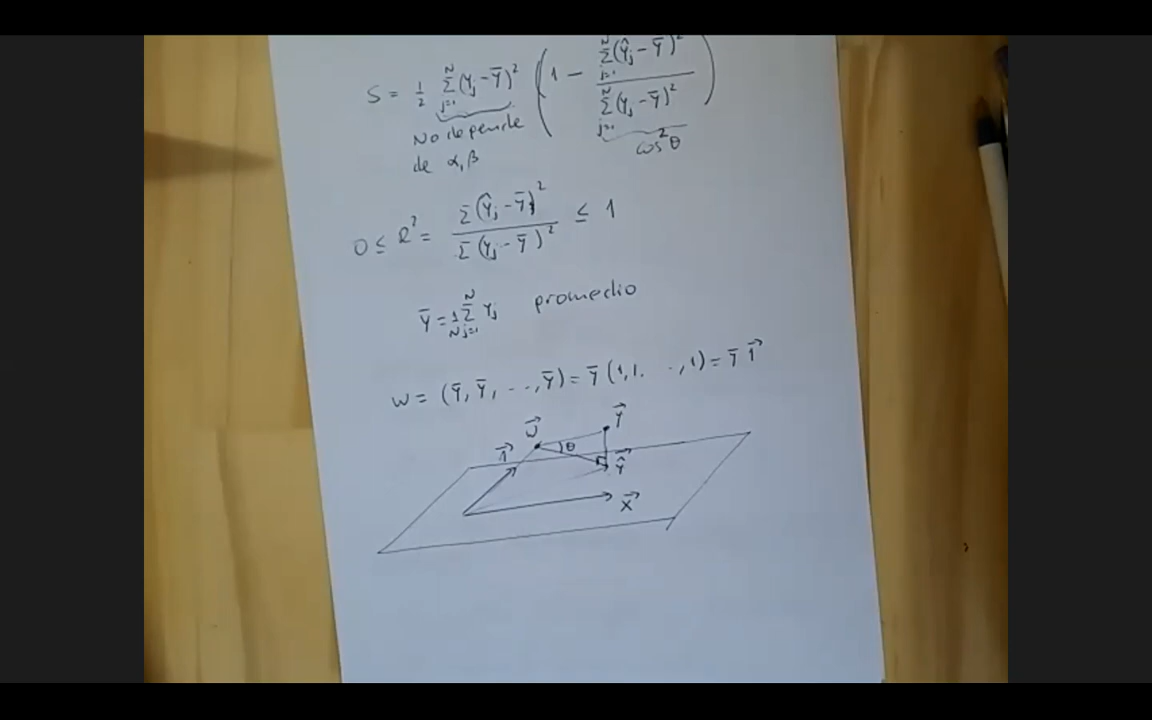 S = 1/2 Σ_{j=1}^{N} (Y_j − Ȳ)² ( 1 − Σ_{j=1}^{N} (Ŷ_j − Ȳ)² / Σ_{j=1}^{N} (Y_j − Ȳ)² )
No depende
de α, β
cos²θ
0 ≤ R² = Σ (Ŷ_j − Ȳ)² / Σ (Y_j − Ȳ)² ≤ 1
Ȳ = 1/N Σ_{j=1}^{N} Y_j promedio
W = (Ȳ, Ȳ, ..., Ȳ) = Ȳ (1, 1, ..., 1) = Ȳ 1⃗
W⃗
Y⃗
1⃗
θ
Ŷ⃗
X⃗